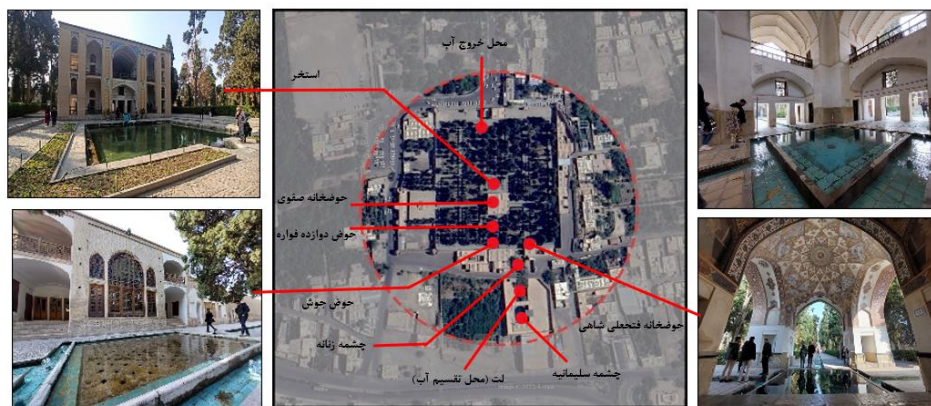 محل خروج آب
استخر
حوضخانه صفوی
حوض دوازده فواره
حوض جوش
حوضخانه فتحعلی شاهی
چشمه زنانه
لت (محل تقسیم آب)
چشمه سلیمانیه